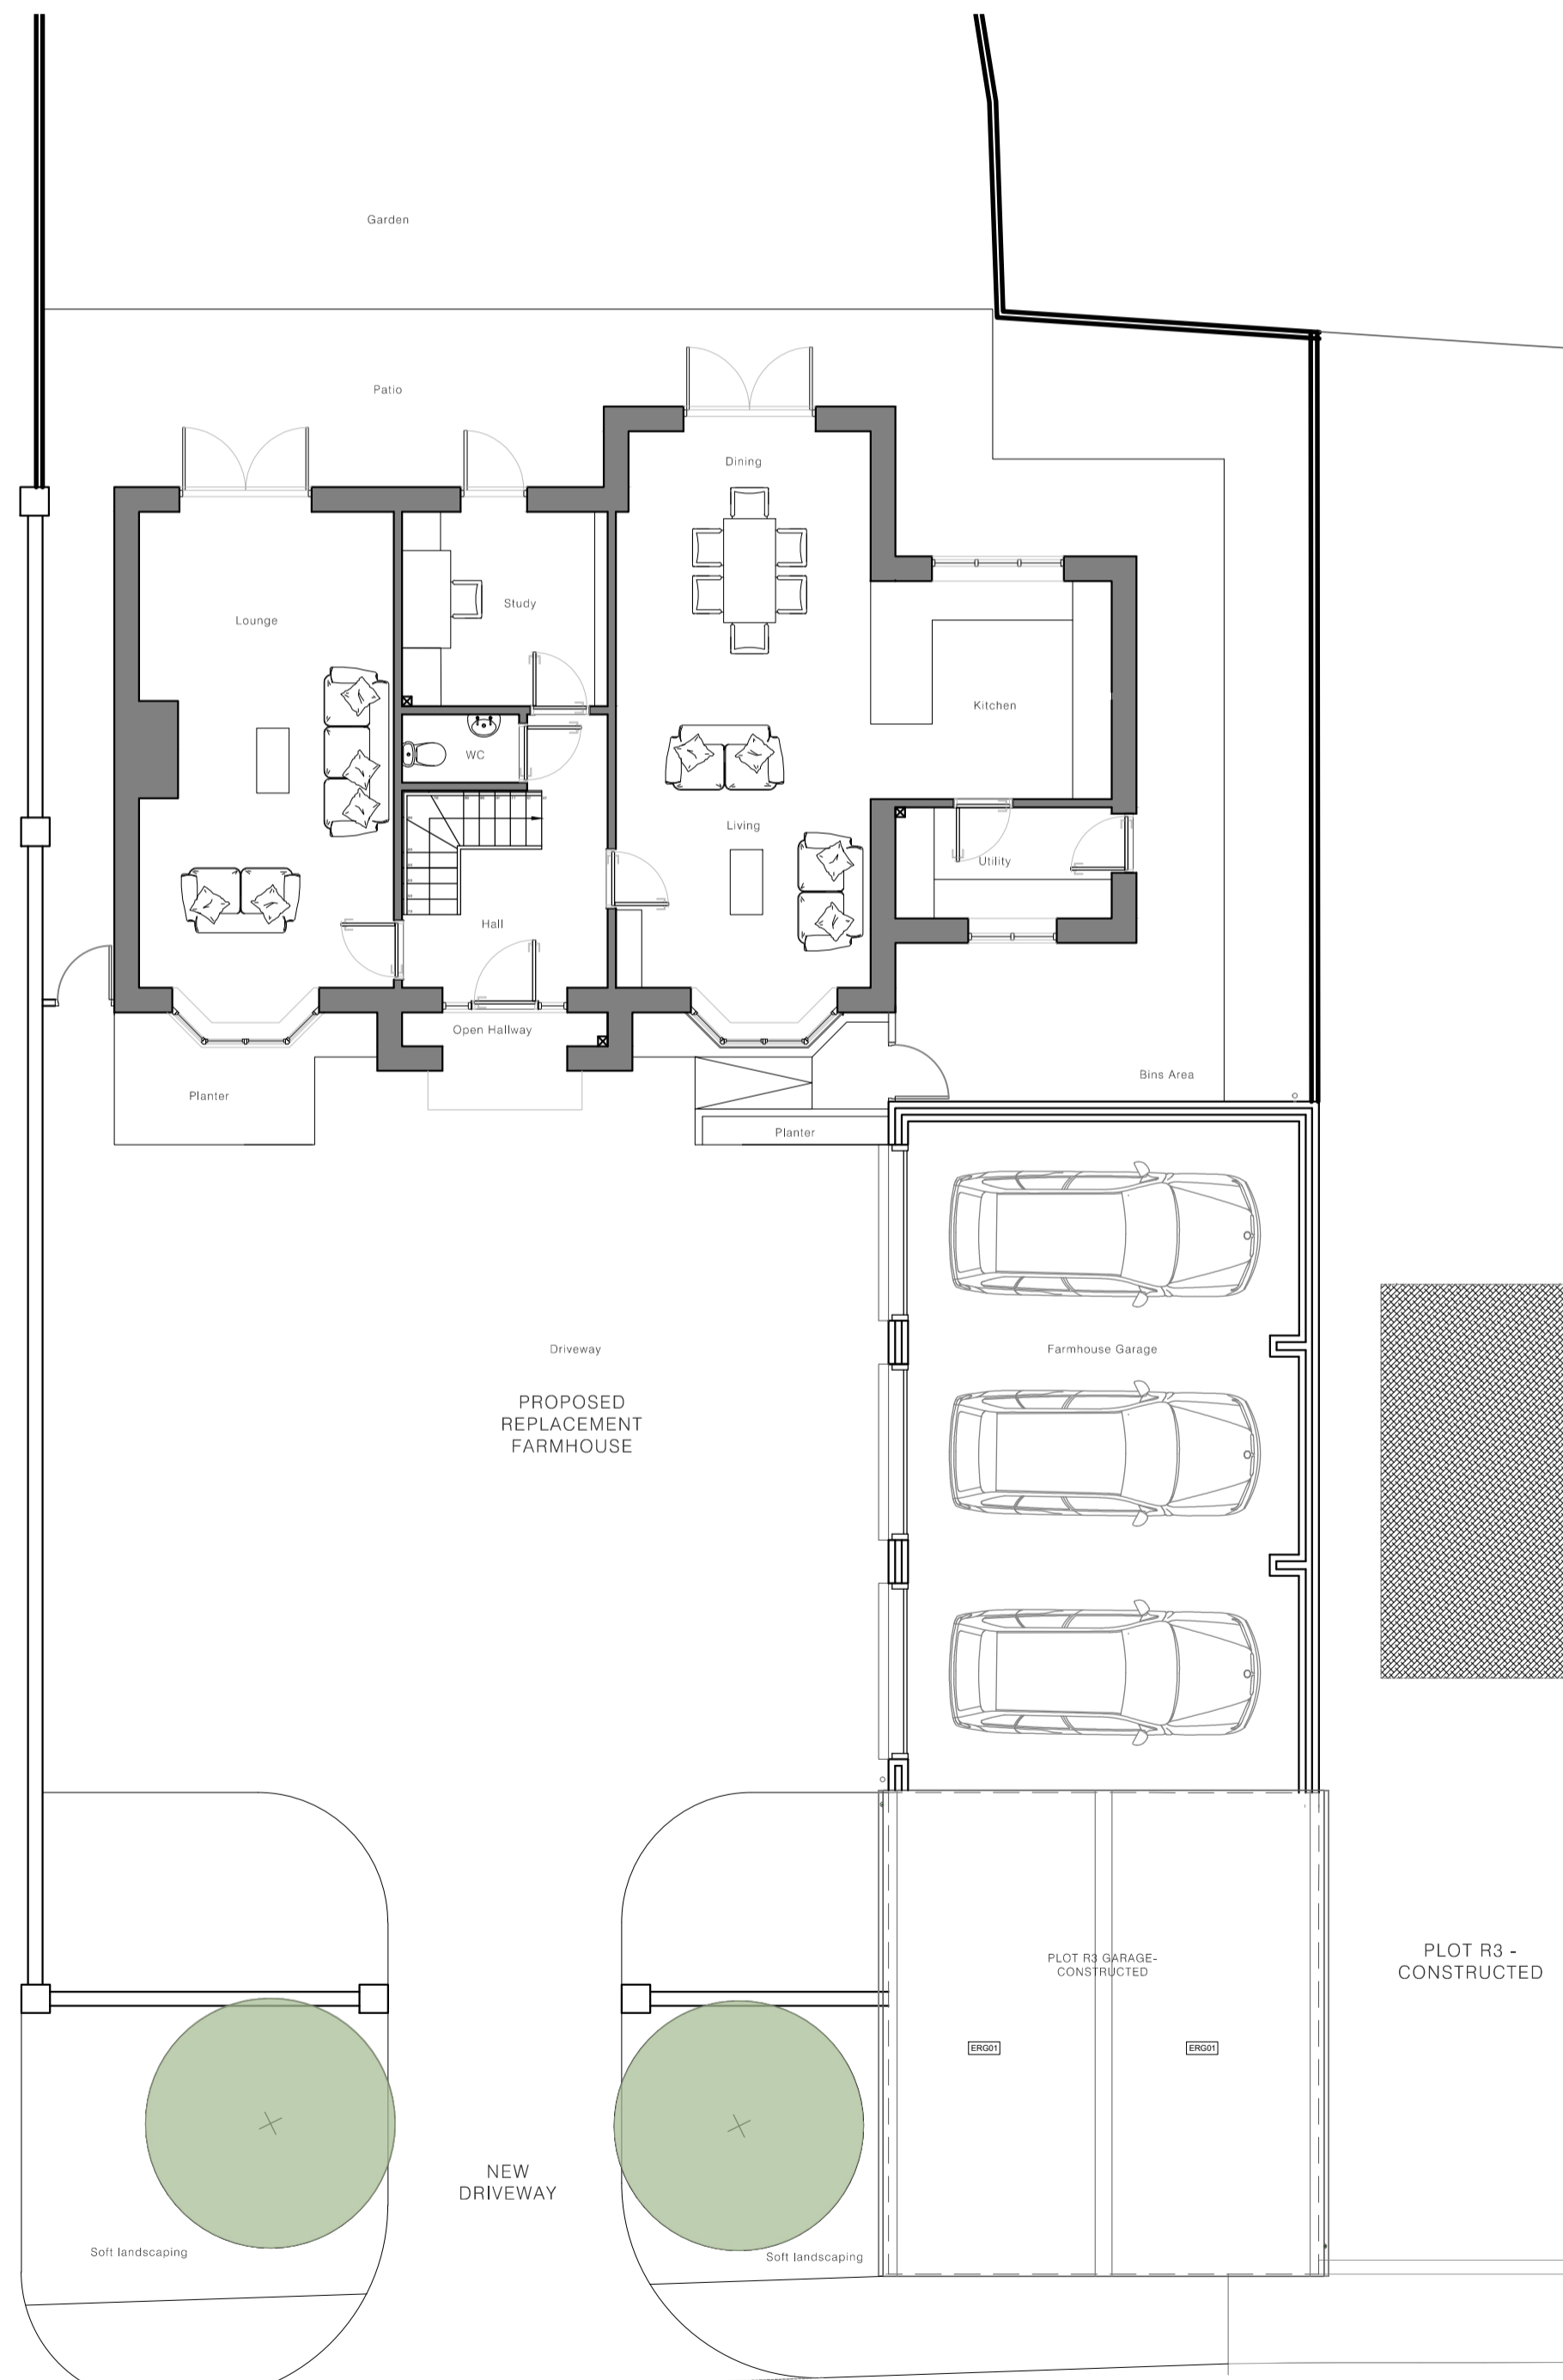 Garden
Patio
Dining
Lounge
Study
Kitchen
WC
Living
Utility
Hall
Open Hallway
Bins Area
Planter
Planter
Driveway
Farmhouse Garage
PROPOSED
REPLACEMENT
FARMHOUSE
PLOT R3 GARAGE-
CONSTRUCTED
PLOT R3 -
CONSTRUCTED
ERG01
ERG01
NEW
DRIVEWAY
Soft landscaping
Soft landscaping